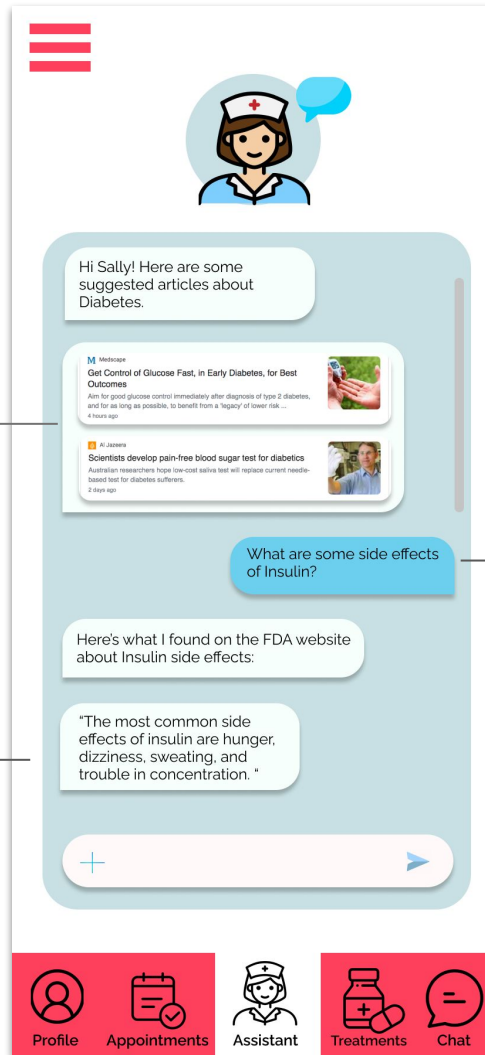 Hi Sally! Here are some
suggested articles about
Diabetes.
M Medscape
Get Control of Glucose Fast, in Early Diabetes, for Best
Outcomes
Aim for good glucose control immediately after diagnosis of type 2 diabetes,
and for as long as possible, to benefit from a 'legacy' of lower risk ...
4 hours ago
Al Jazeera
Scientists develop pain-free blood sugar test for diabetics
Australian researchers hope low-cost saliva test will replace current needle-
based test for diabetes sufferers.
2 days ago
What are some side effects
of Insulin?
Here's what I found on the FDA website
about Insulin side effects:
“The most common side
effects of insulin are hunger,
dizziness, sweating, and
trouble in concentration. “
Profile
Appointments
Assistant
Treatments
Chat